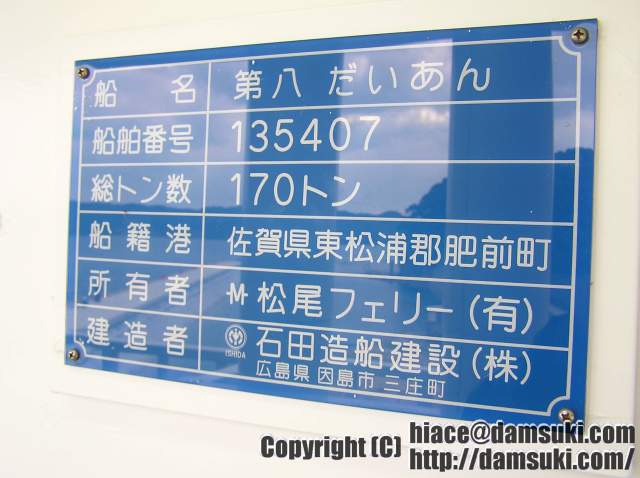 船名 第八 だいあん
船舶番号 135407
総トン数 170トン
船籍港 佐賀県東松浦郡肥前町
所有者 M 松尾フェリー(有)
建造者 ISHIDA 石田造船建設(株)
広島県 因島市 三庄町
Copyright (C) hiace@damsuki.com
http://damsuki.com/